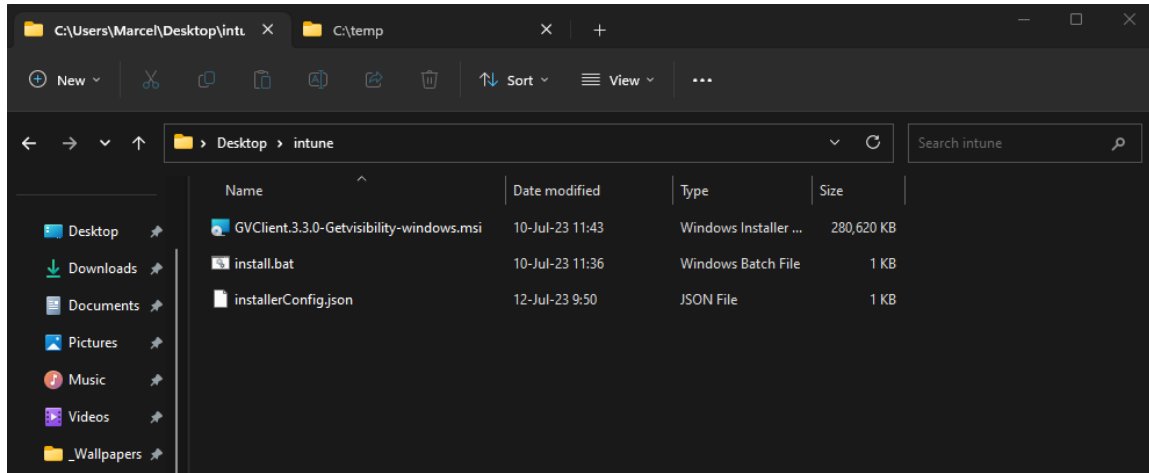 C:\Users\Marcel\Desktop\intu
C:\temp
New
Sort
View
Desktop > intune
Search intune
Name
Date modified
Type
Size
GVClient.3.3.0-Getvisibility-windows.msi 10-Jul-23 11:43 Windows Installer ... 280,620 KB
install.bat 10-Jul-23 11:36 Windows Batch File 1 KB
installerConfig.json 12-Jul-23 9:50 JSON File 1 KB
Desktop
Downloads
Documents
Pictures
Music
Videos
_Wallpapers